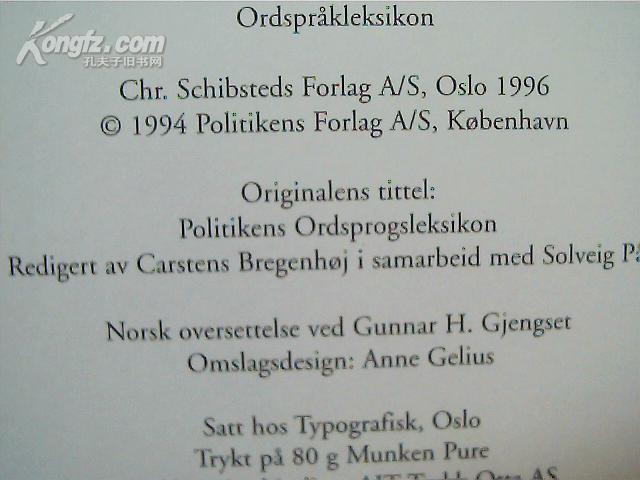 Kongfz.com
孔夫子旧书网
Ordspråkleksikon
Chr. Schibsteds Forlag A/S, Oslo 1996
© 1994 Politikens Forlag A/S, København
Originalens tittel:
Politikens Ordsprogsleksikon
Redigert av Carstens Bregenhøj i samarbeid med Solveig
Norsk oversettelse ved Gunnar H. Gjengset
Omslagsdesign: Anne Gelius
Satt hos Typografisk, Oslo
Trykt på 80 g Munken Pure